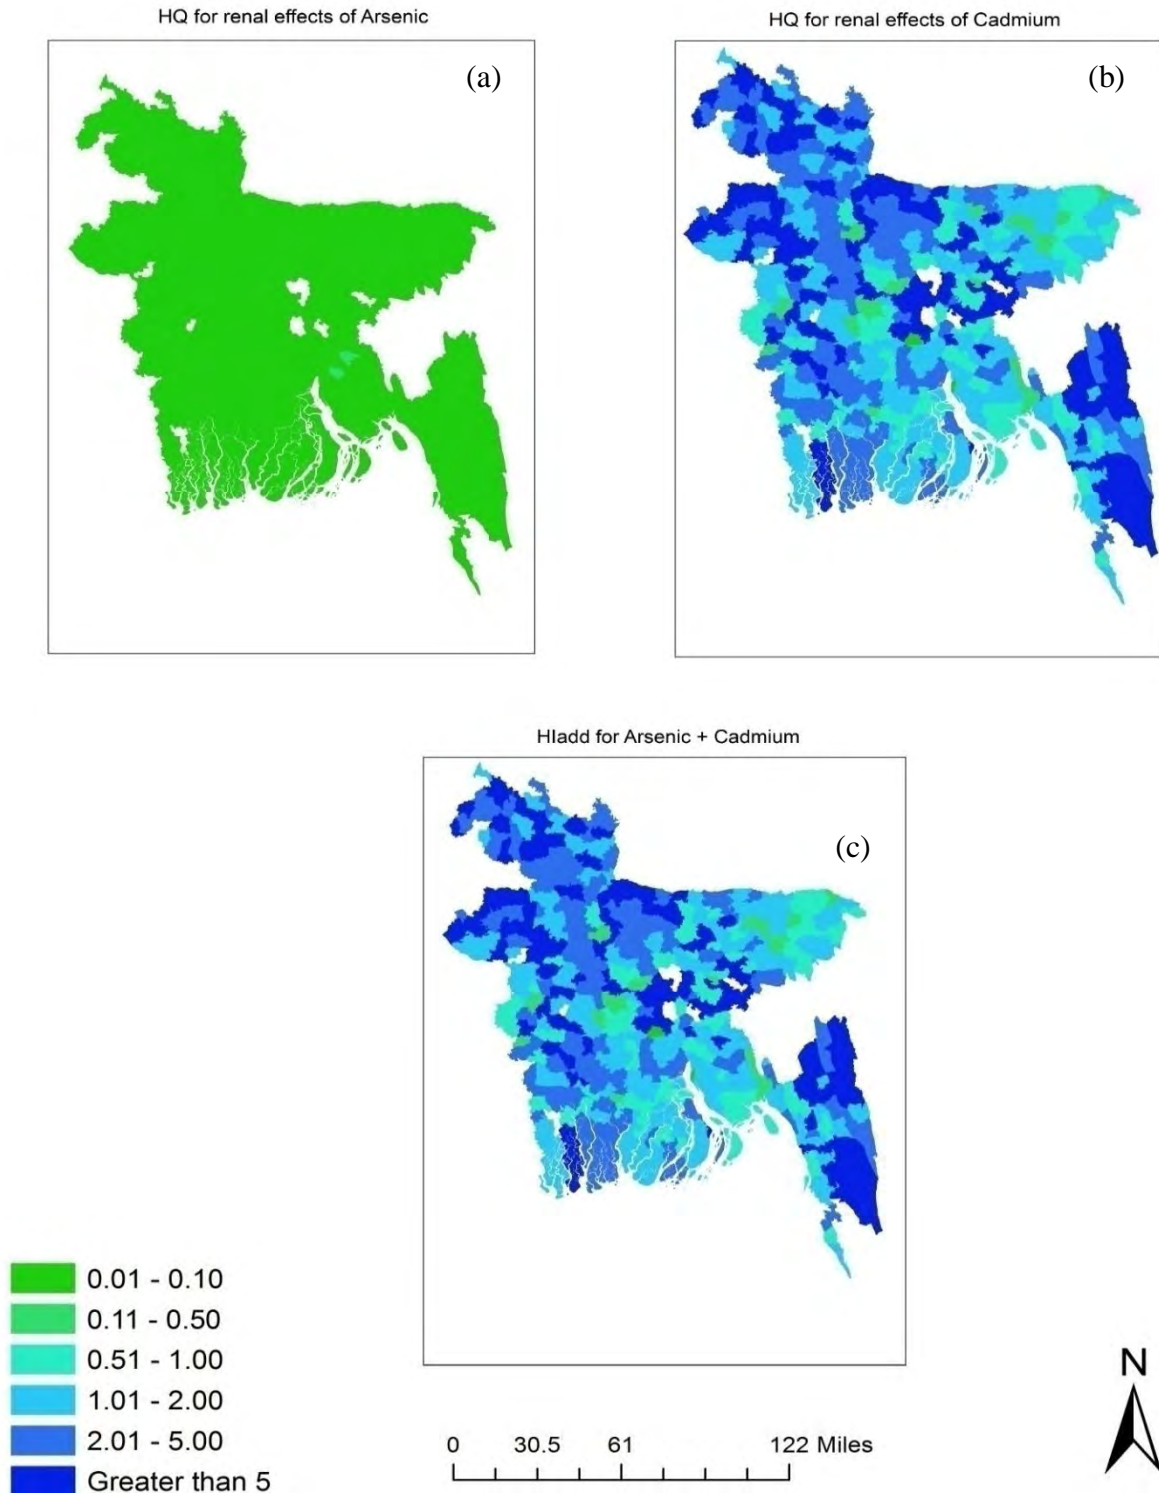 HQ for renal effects of Arsenic
(a)
HQ for renal effects of Cadmium
(b)
HIadd for Arsenic + Cadmium
(c)
0.01 - 0.10
0.11 - 0.50
0.51 - 1.00
1.01 - 2.00
2.01 - 5.00
Greater than 5
0 30.5 61 122 Miles
N